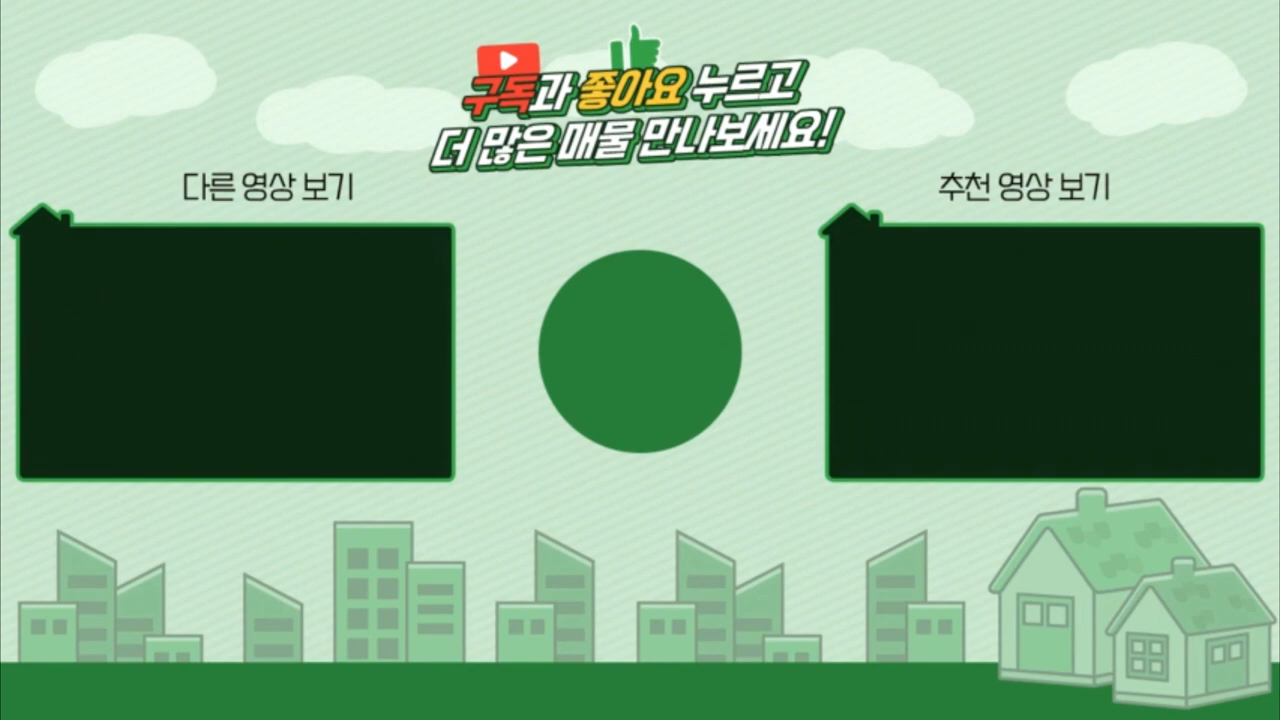 구독과 좋아요 누르고
더 많은 매물 만나보세요!
다른 영상 보기
추천 영상 보기